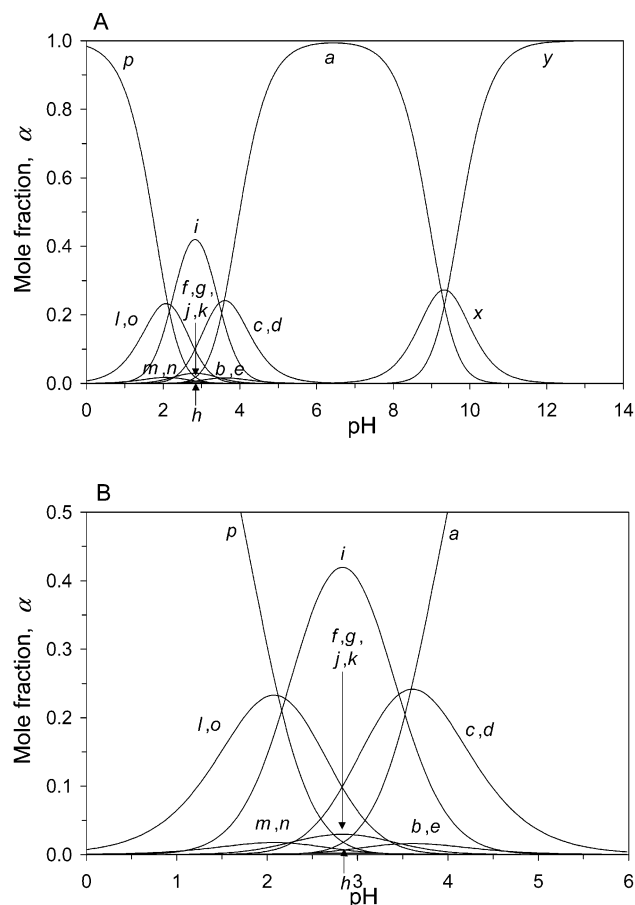 A
1.0
p
a
y
0.8
Mole fraction, α
0.6
i
0.4
f,g,
j,k
l,o
0.2
c,d
x
m,n
b,e
0.0
0 2 4 6 8 10 12 14
h
pH
B
0.5
p
i
a
0.4
Mole fraction, α
f,g,
j,k
0.3
l,o
c,d
0.2
0.1
m,n
b,e
0.0
0 1 2 h3 4 5 6
pH